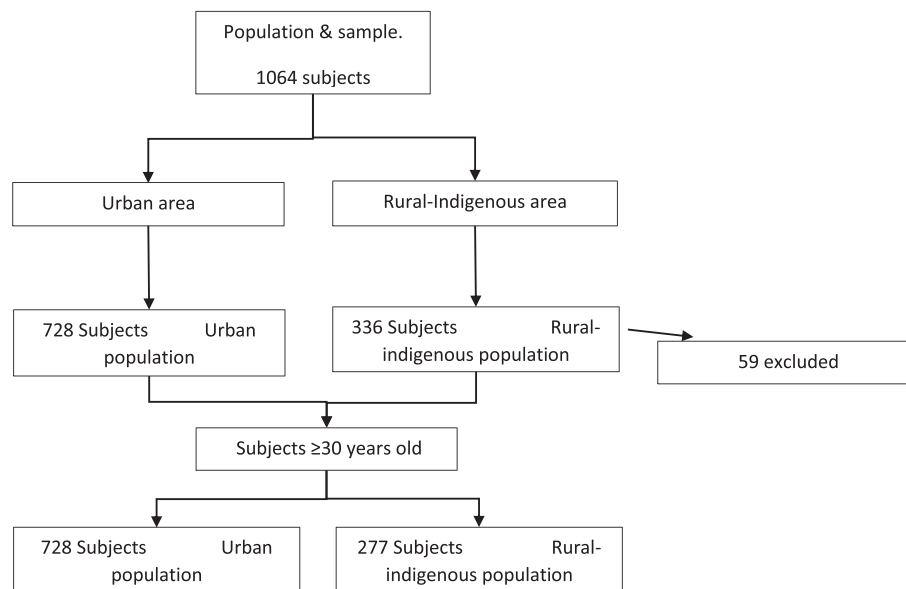 Population & sample.
1064 subjects
Urban area
Rural-Indigenous area
728 Subjects Urban
population
336 Subjects Rural-
indigenous population
59 excluded
Subjects ≥30 years old
728 Subjects Urban
population
277 Subjects Rural-
indigenous population